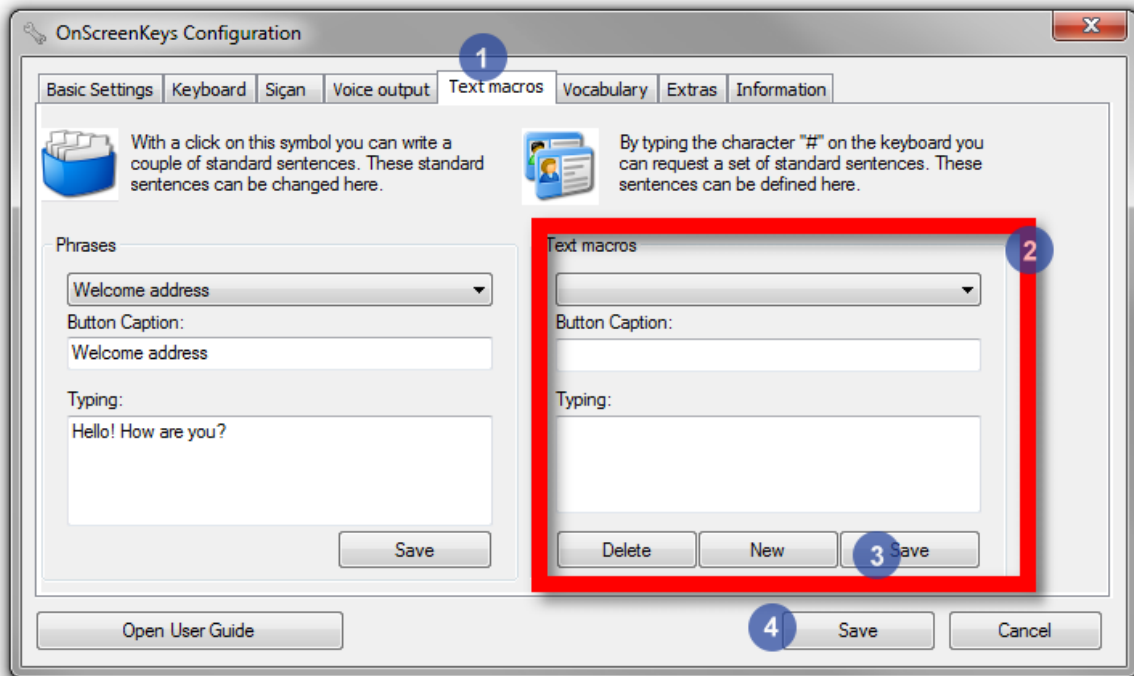 OnScreenKeys Configuration
X
1
Basic Settings Keyboard Siçan Voice output Text macros Vocabulary Extras Information
With a click on this symbol you can write a
couple of standard sentences. These standard
sentences can be changed here.
By typing the character "#" on the keyboard you
can request a set of standard sentences. These
sentences can be defined here.
Phrases
Welcome address
Button Caption:
Welcome address
Typing:
Hello! How are you?
Save
Text macros
2
Button Caption:
Typing:
Delete New 3 Save
Open User Guide 4 Save Cancel